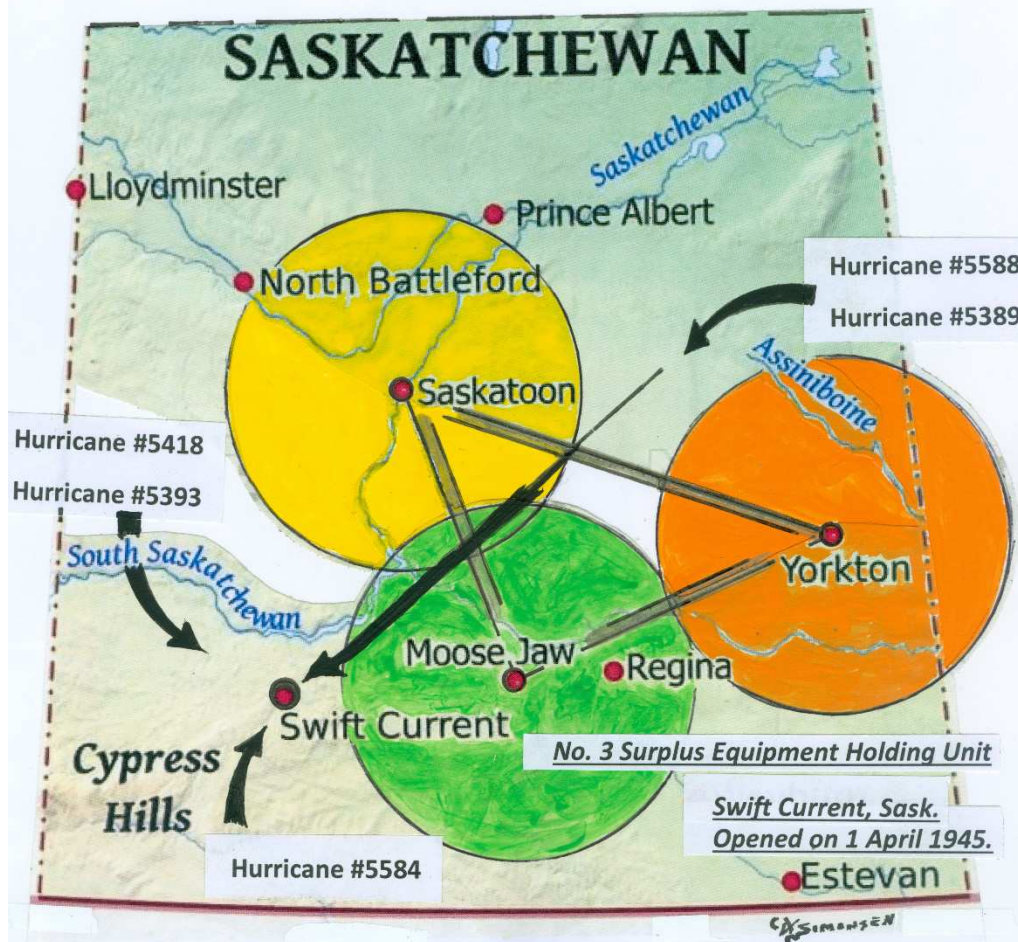 SASKATCHEWAN
Saskatchewan
Lloydminster
Prince Albert
North Battleford
Hurricane #5588
Hurricane #5389
Assiniboine
Saskatoon
Hurricane #5418
Hurricane #5393
South Saskatchewan
Yorkton
Moose Jaw
Regina
Swift Current
Cypress
Hills
No. 3 Surplus Equipment Holding Unit
Swift Current, Sask.
Opened on 1 April 1945.
Hurricane #5584
Estevan
SIMONSEN